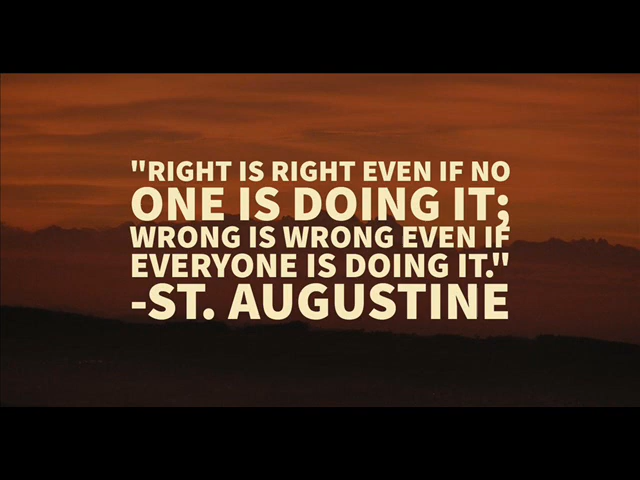 "RIGHT IS RIGHT EVEN IF NO
ONE IS DOING IT;
WRONG IS WRONG EVEN IF
EVERYONE IS DOING IT."
-ST. AUGUSTINE